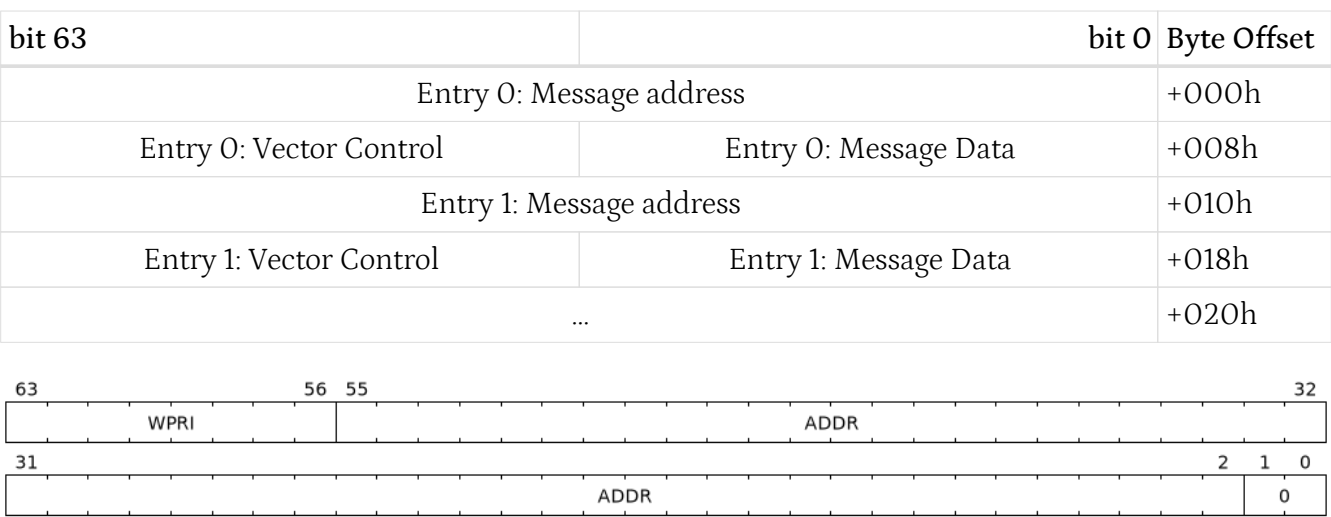 bit 63 bit 0 Byte Offset
Entry 0: Message address +000h
Entry 0: Vector Control Entry 0: Message Data +008h
Entry 1: Message address +010h
Entry 1: Vector Control Entry 1: Message Data +018h
... +020h
63 56 55 32
WPRI ADDR
31 2 1 0
ADDR 0